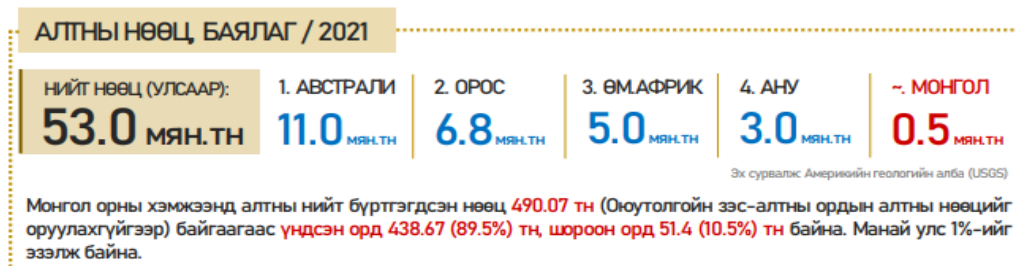 АЛТНЫ НӨӨЦ, БАЯЛАГ / 2021
НИЙТ НӨӨЦ (УЛСААР):
53.0 МЯН.ТН
1. АВСТРАЛИ
11.0 МЯН.ТН
2. ОРОС
6.8 МЯН.ТН
3. ӨМ.АФРИК
5.0 МЯН.ТН
4. АНУ
3.0 МЯН.ТН
~. МОНГОЛ
0.5 МЯН.ТН
Эх сурвалж: Америкийн геологийн алба (USGS)
Монгол орны хэмжээнд алтны нийт бүртгэгдсэн нөөц 490.07 тн (Оюутолгойн зэс-алтны ордын алтны нөөцийг
оруулахгүйгээр) байгаагаас үндсэн орд 438.67 (89.5%) тн, шороон орд 51.4 (10.5%) тн байна. Манай улс 1%-ийг
эзэлж байна.